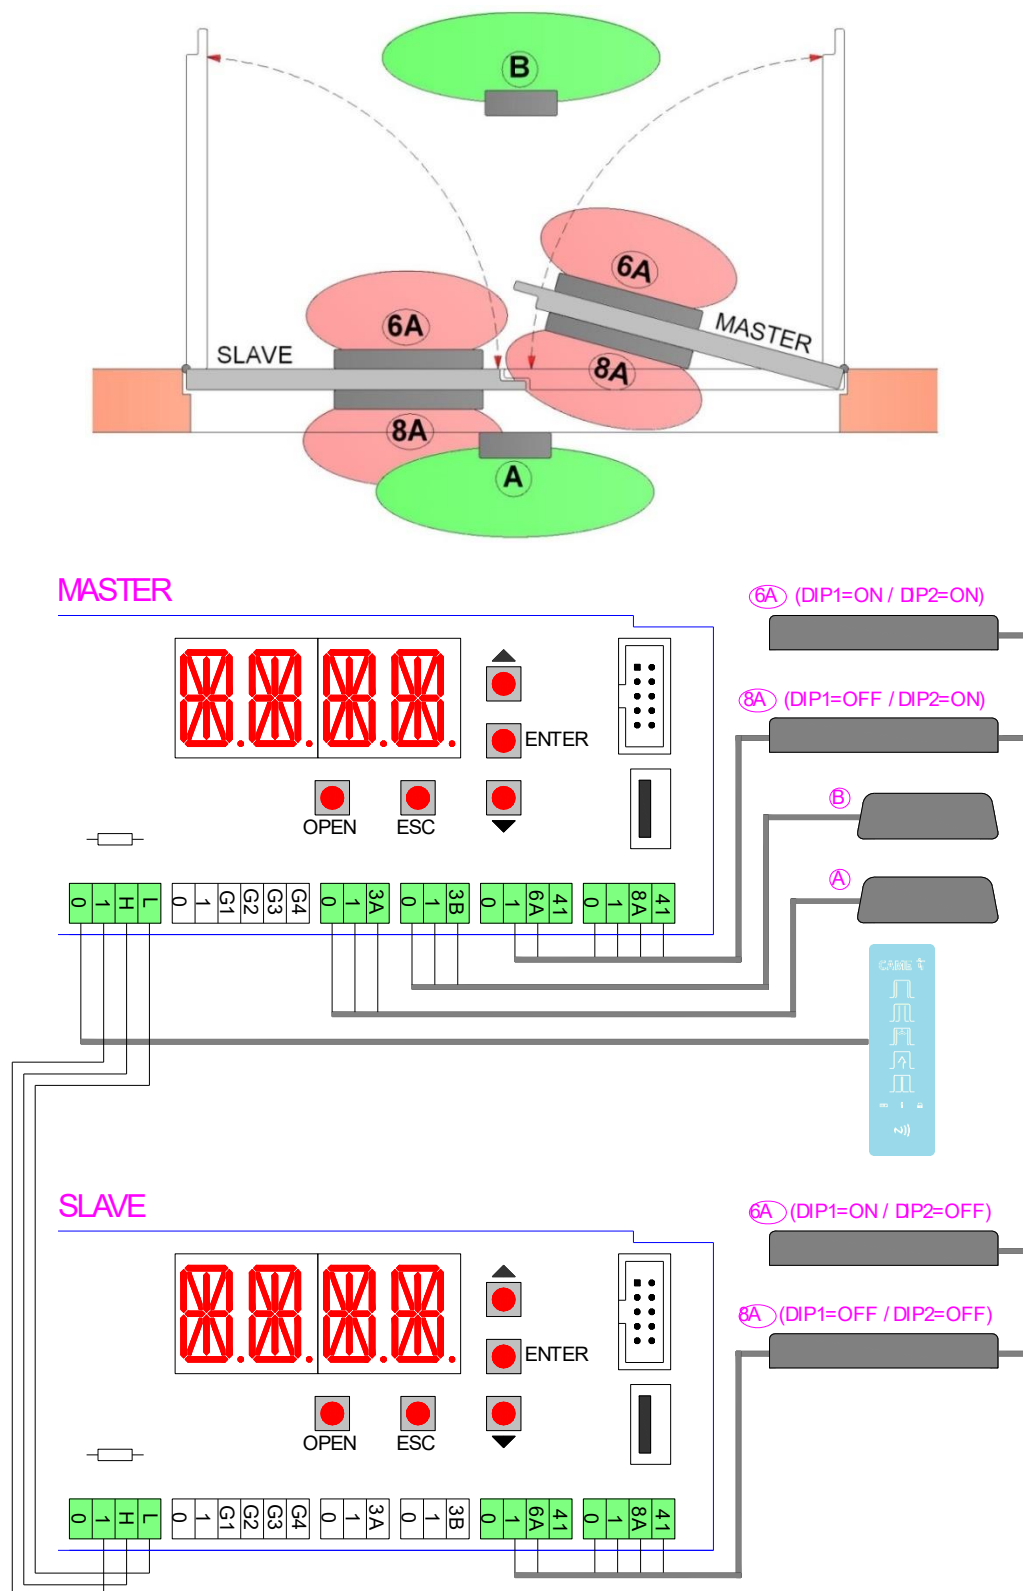 B
6A
6A
MASTER
SLAVE
8A
8A
A
MASTER
6A (DIP1=ON / DIP2=ON)
8A (DIP1=OFF / DIP2=ON)
ENTER
B
OPEN ESC
A
0 1 H L 0 1 G1 G2 G3 G4 0 1 3A 0 1 3B 0 1 6A 41 0 1 8A 41
CAME
SLAVE
6A (DIP1=ON / DIP2=OFF)
8A (DIP1=OFF / DIP2=OFF)
ENTER
OPEN ESC
0 1 H L 0 1 G1 G2 G3 G4 0 1 3A 0 1 3B 0 1 6A 41 0 1 8A 41